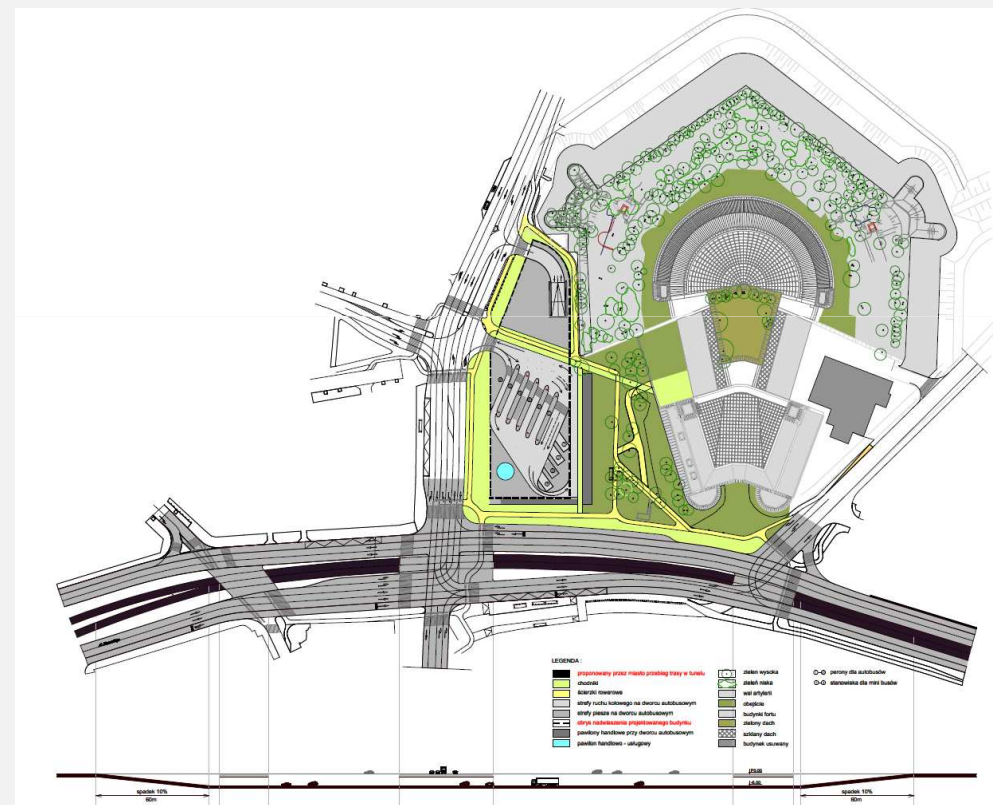 LEGENDA :
proponowany przez miasto przebieg trasy w tunelu
chodniki
ścieżki rowerowe
strefy ruchu kołowego na dworcu autobusowym
strefy piesze na dworcu autobusowym
obrys nadwieszenia projektowanego budynku
pawilony handlowe przy dworcu autobusowym
pawilon handlowo - usługowy
zieleń wysoka
zieleń niska
wał artylerii
obejście
budynki fortu
zielony dach
szklany dach
budynek usuwany
perony dla autobusów
stanowiska dla mini busów
spadek 10%
60m
spadek 10%
60m